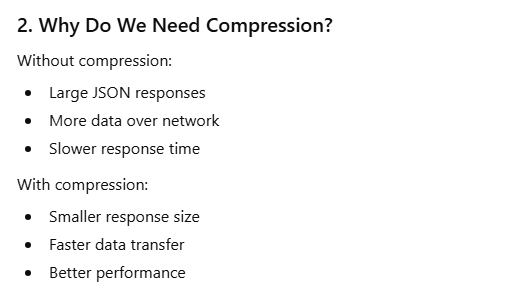 2. Why Do We Need Compression?
Without compression:
• Large JSON responses
• More data over network
• Slower response time
With compression:
• Smaller response size
• Faster data transfer
• Better performance